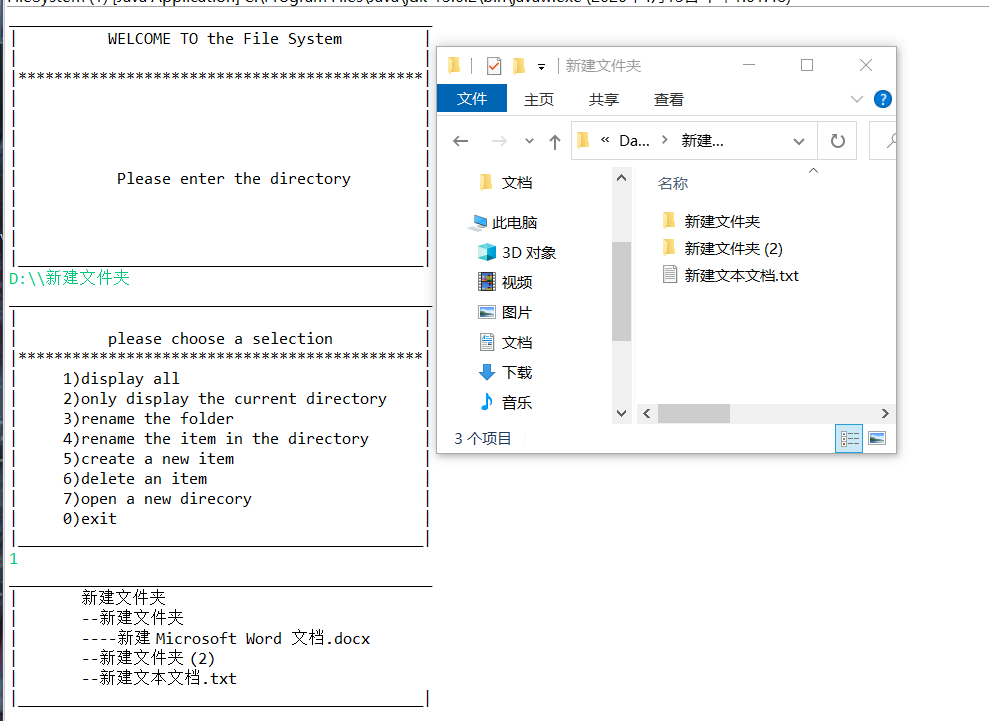 WELCOME TO the File System
********************************************
Please enter the directory
D:\\新建文件夹
please choose a selection
********************************************
1)display all
2)only display the current directory
3)rename the folder
4)rename the item in the directory
5)create a new item
6)delete an item
7)open a new direcory
0)exit
1
新建文件夹
--新建文件夹
----新建 Microsoft Word 文档.docx
--新建文件夹 (2)
--新建文本文档.txt
新建文件夹
文件 主页 共享 查看
« Da... › 新建...
文档
此电脑
3D 对象
视频
图片
文档
下载
音乐
名称
新建文件夹
新建文件夹 (2)
新建文本文档.txt
3 个项目